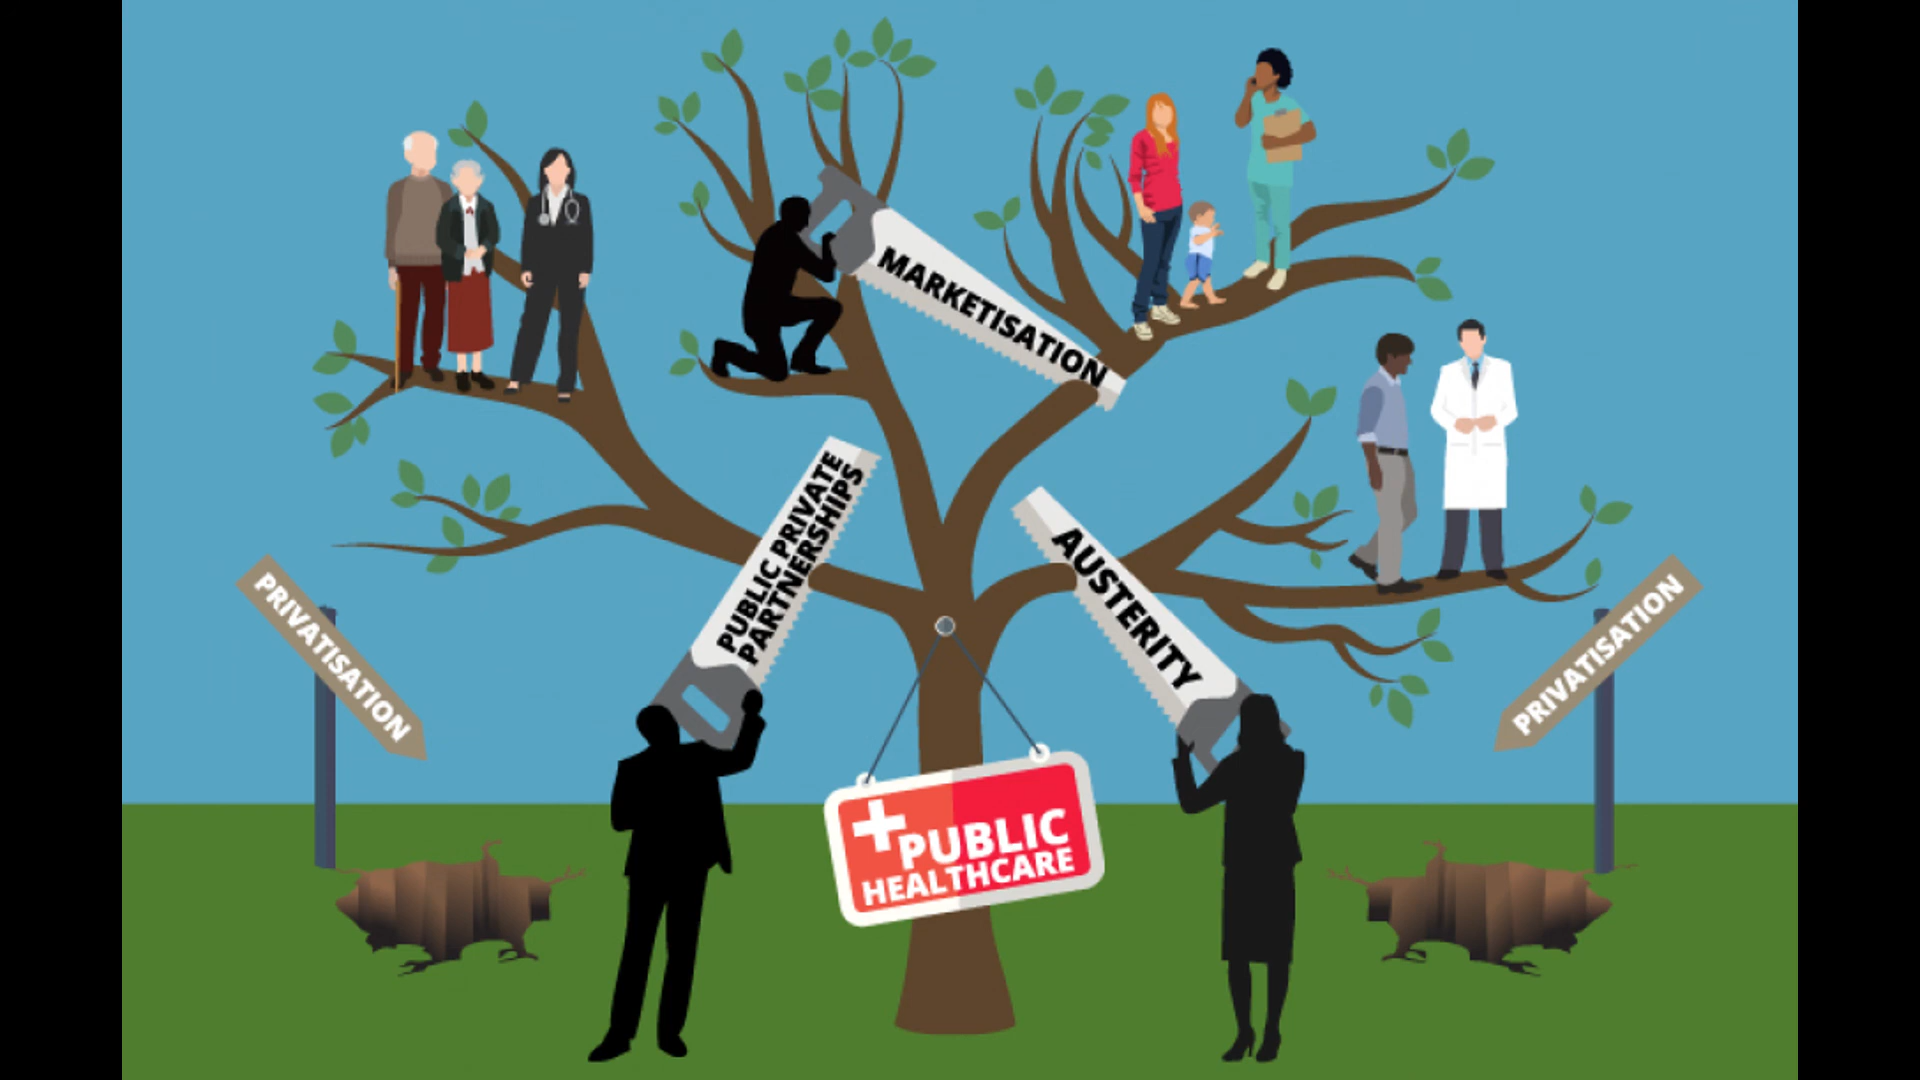 MARKETISATION
PUBLIC PRIVATE
PARTNERSHIPS
AUSTERITY
PRIVATISATION
PRIVATISATION
PUBLIC
HEALTHCARE